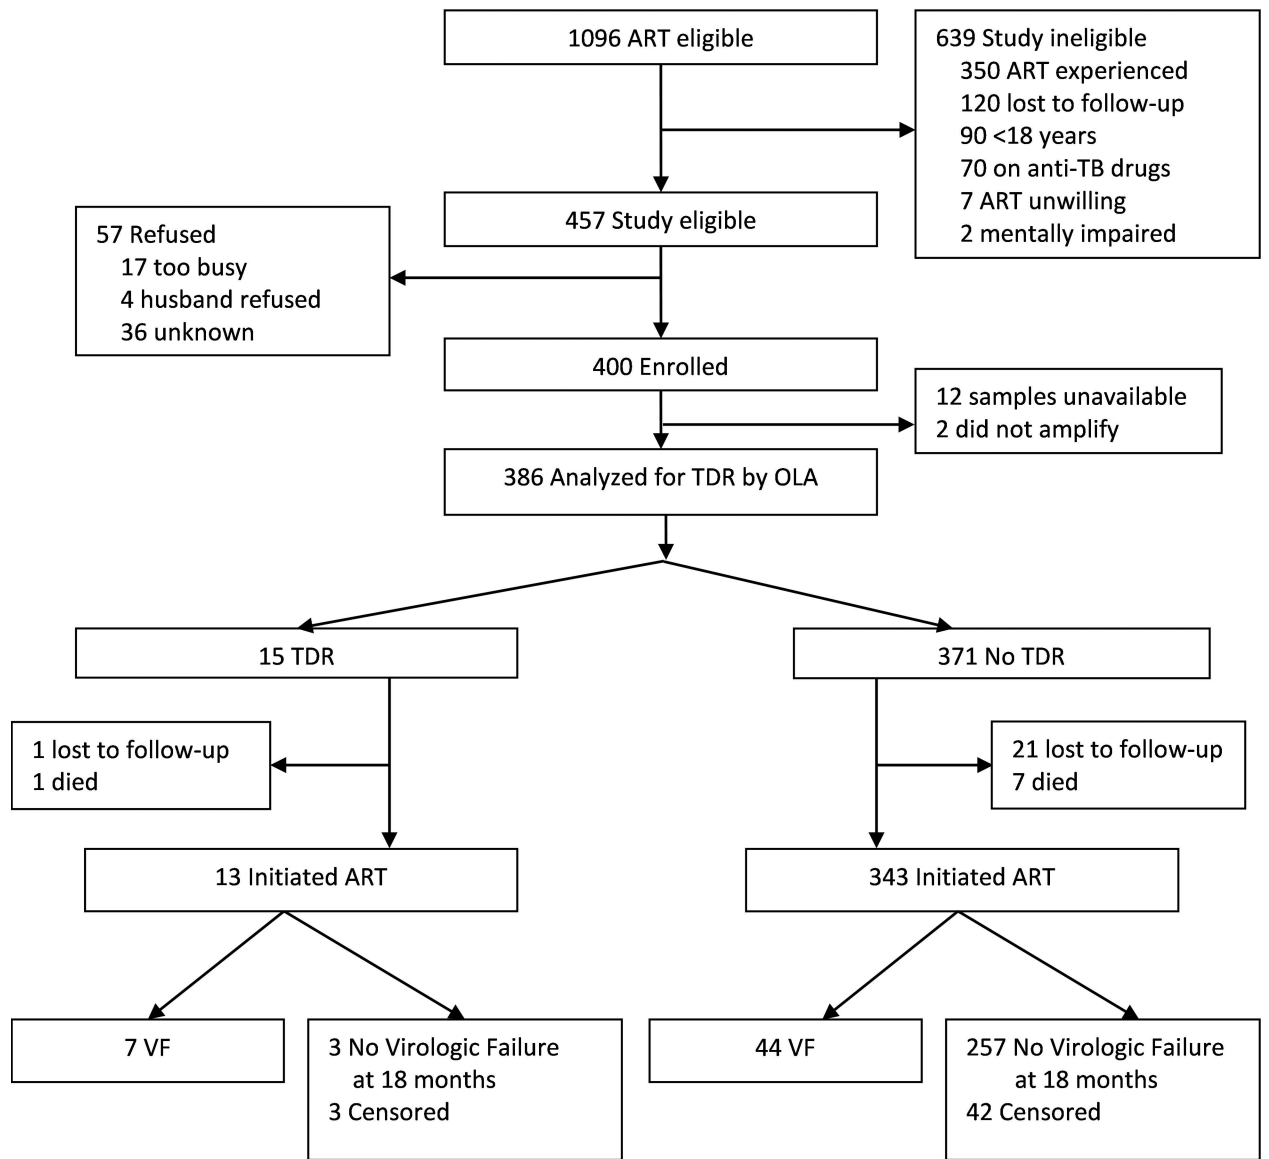 1096 ART eligible
639 Study ineligible
350 ART experienced
120 lost to follow-up
90 <18 years
70 on anti-TB drugs
7 ART unwilling
2 mentally impaired
457 Study eligible
57 Refused
17 too busy
4 husband refused
36 unknown
400 Enrolled
12 samples unavailable
2 did not amplify
386 Analyzed for TDR by OLA
15 TDR
371 No TDR
1 lost to follow-up
1 died
21 lost to follow-up
7 died
13 Initiated ART
343 Initiated ART
7 VF
3 No Virologic Failure
at 18 months
3 Censored
44 VF
257 No Virologic Failure
at 18 months
42 Censored